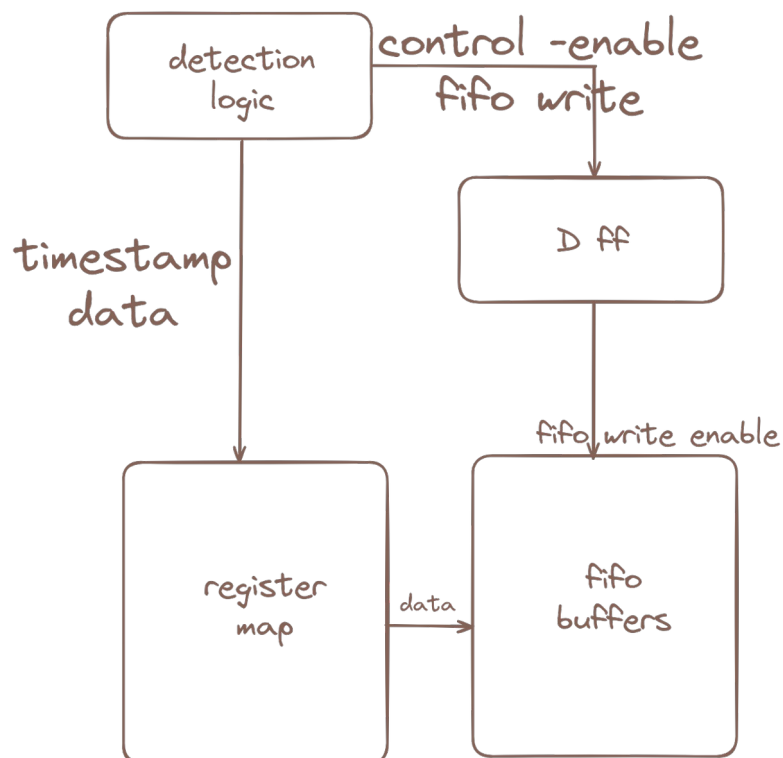 detection
logic
control -enable
fifo write
D ff
timestamp
data
fifo write enable
register
map
data
fifo
buffers